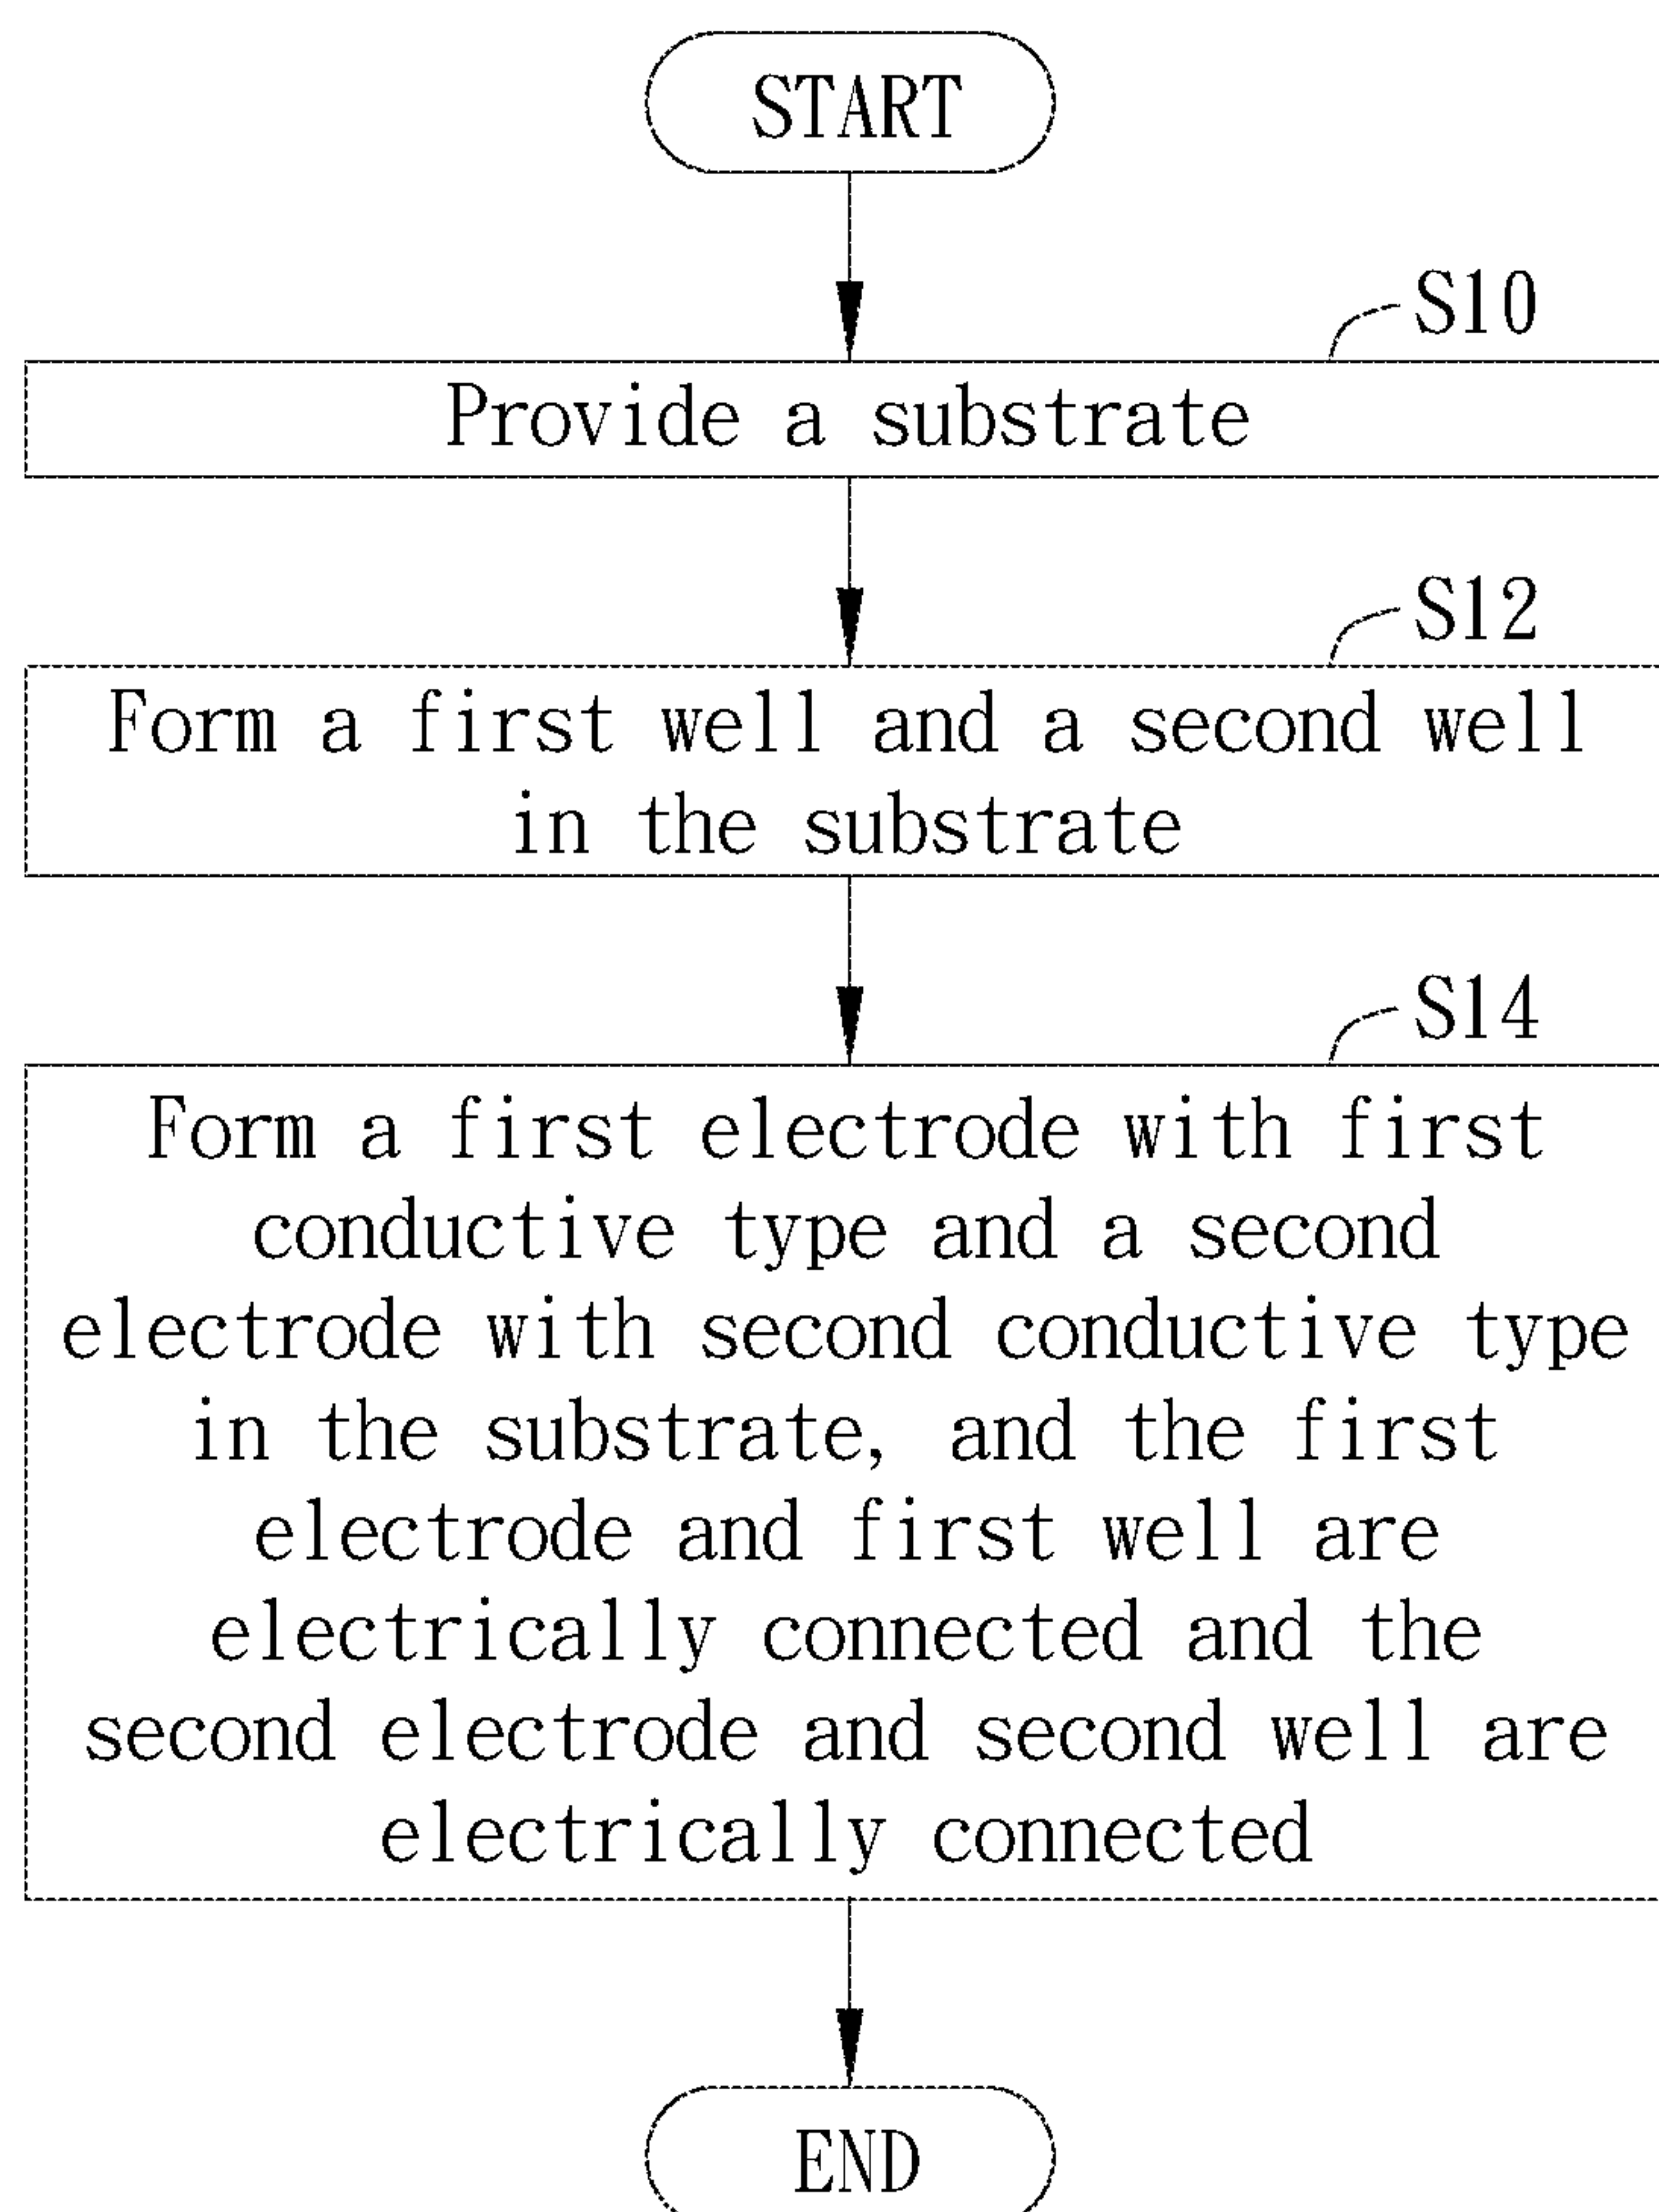 START
S10
Provide a substrate
S12
Form a first well and a second well
in the substrate
S14
Form a first electrode with first
conductive type and a second
electrode with second conductive type
in the substrate, and the first
electrode and first well are
electrically connected and the
second electrode and second well are
electrically connected
END